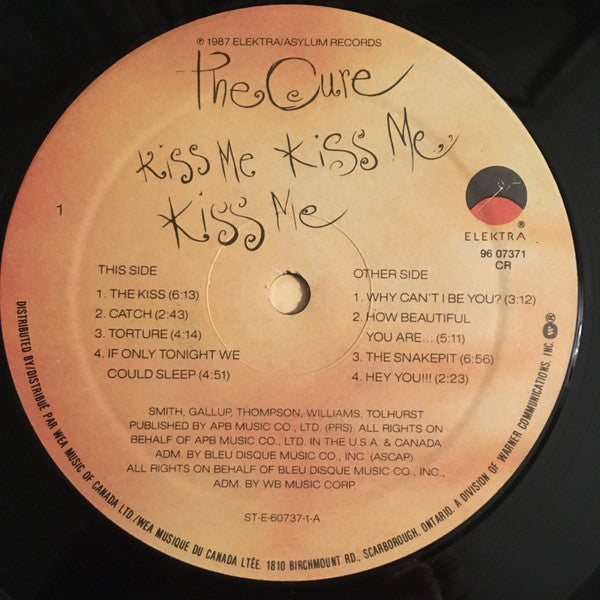 ℗ 1987 ELEKTRA/ASYLUM RECORDS
The Cure
Kiss Me Kiss Me,
Kiss Me
1
ELEKTRA®
96 07371
CR
THIS SIDE
1. THE KISS (6:13)
2. CATCH (2:43)
3. TORTURE (4:14)
4. IF ONLY TONIGHT WE
COULD SLEEP (4:51)
OTHER SIDE
1. WHY CAN'T I BE YOU? (3:12)
2. HOW BEAUTIFUL
YOU ARE... (5:11)
3. THE SNAKEPIT (6:56)
4. HEY YOU!!! (2:23)
SMITH, GALLUP, THOMPSON, WILLIAMS, TOLHURST
PUBLISHED BY APB MUSIC CO., LTD. (PRS). ALL RIGHTS ON
BEHALF OF APB MUSIC CO., LTD. IN THE U.S.A. & CANADA
ADM. BY BLEU DISQUE MUSIC CO., INC. (ASCAP).
ALL RIGHTS ON BEHALF OF BLEU DISQUE MUSIC CO., INC.,
ADM. BY WB MUSIC CORP.
ST-E-60737-1-A
DISTRIBUTED BY/DISTRIBUÉ PAR WEA MUSIC OF CANADA LTD./WEA MUSIQUE DU CANADA LTÉE. 1810 BIRCHMOUNT RD., SCARBOROUGH, ONTARIO. A DIVISION OF WARNER COMMUNICATIONS, INC. ®